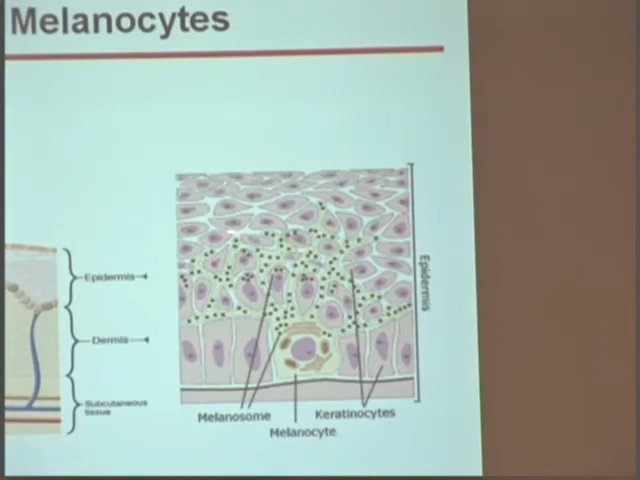 Melanocytes
Epidermis
Dermis
Subcutaneous
tissue
Epidermis
Melanosome
Keratinocytes
Melanocyte